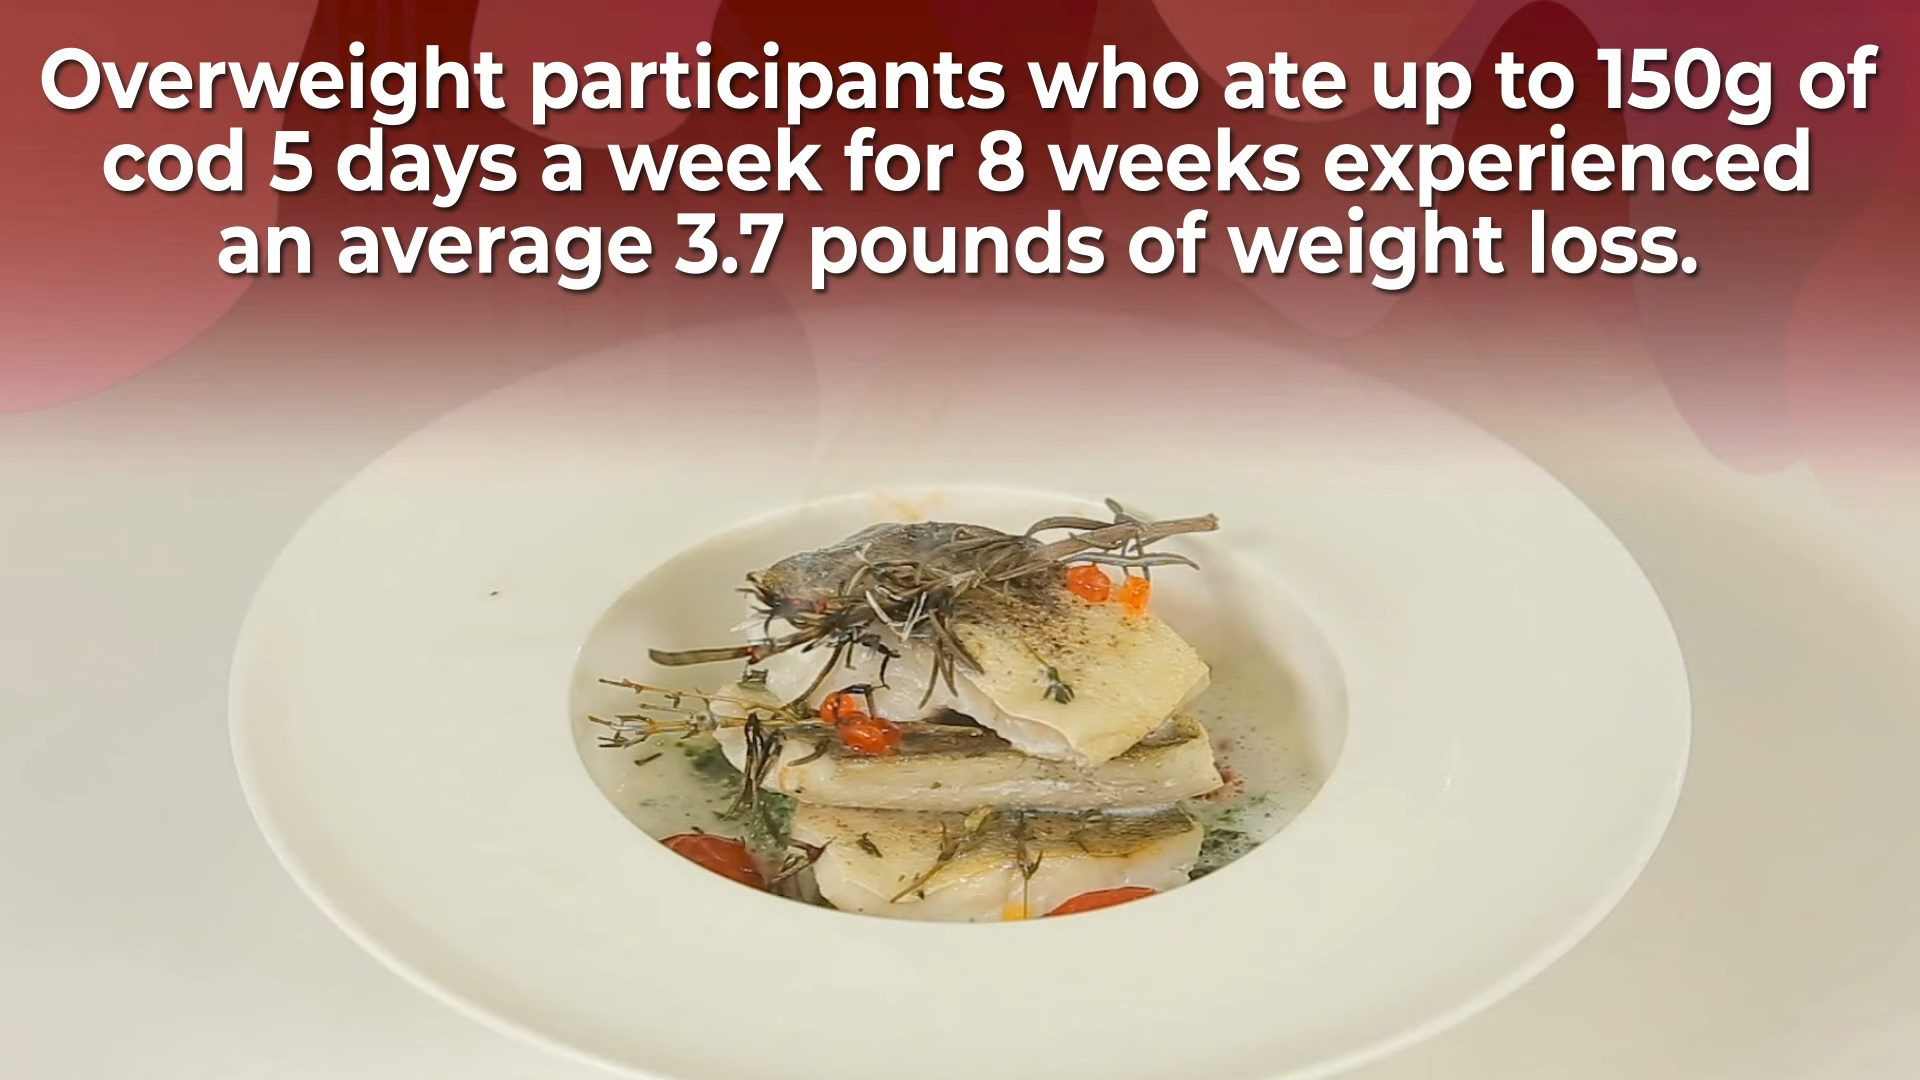 Overweight participants who ate up to 150g of
cod 5 days a week for 8 weeks experienced
an average 3.7 pounds of weight loss.